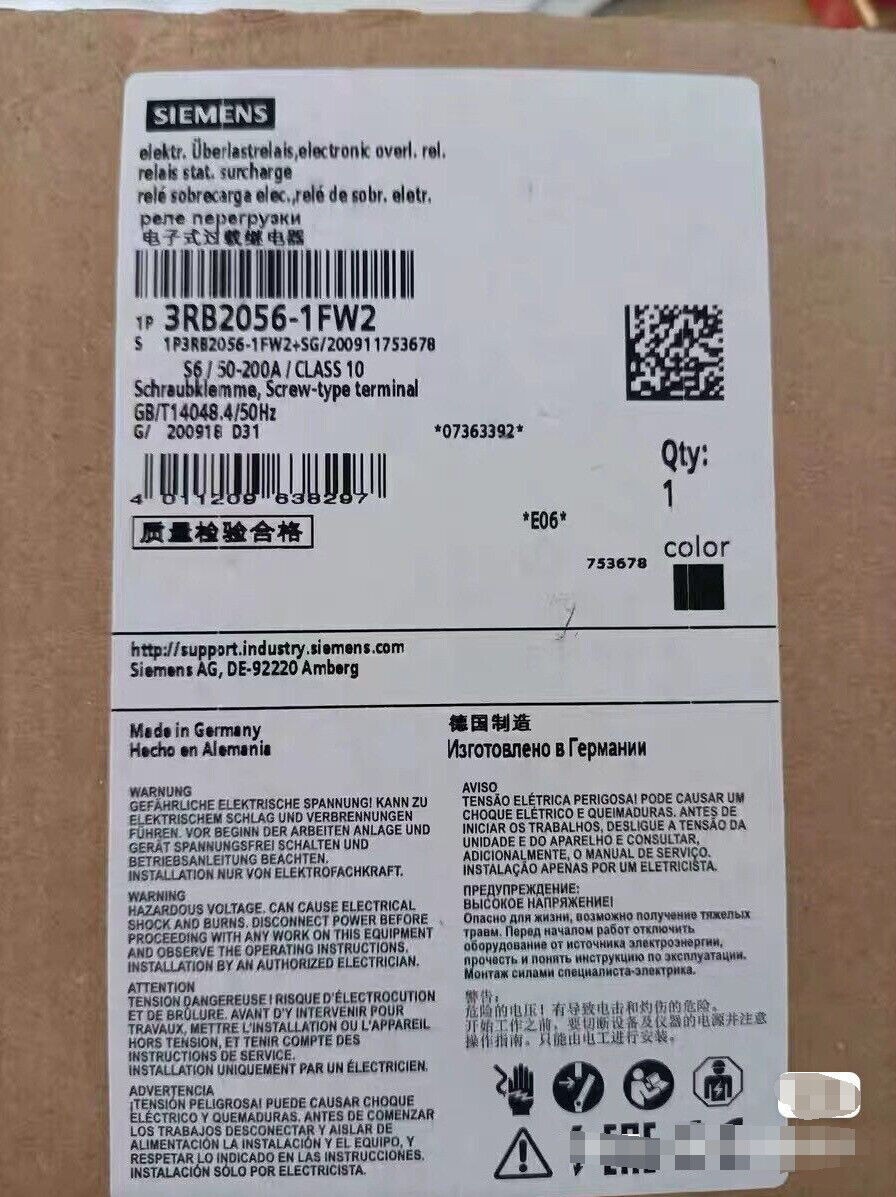 SIEMENS
elektr. Überlastrelais,electronic overl. rel.
relais stat. surcharge
relé sobrecarga elec.,relé de sobr. eletr.
реле перегрузки
电子式过载继电器
1P 3RB2056-1FW2
S 1P3RB2056-1FW2+SG/200911753678
S6 / 50-200A / CLASS 10
Schraubklemme, Screw-type terminal
GB/T14048.4/50Hz
G/ 200918 D31
*07363392*
Qty:
1
4 011209 638297
质量检验合格
*E06*
753678
color
http://support.industry.siemens.com
Siemens AG, DE-92220 Amberg
Made in Germany
Hecho en Alemania
德国制造
Изготовлено в Германии
WARNUNG
GEFÄHRLICHE ELEKTRISCHE SPANNUNG! KANN ZU
ELEKTRISCHEM SCHLAG UND VERBRENNUNGEN
FÜHREN. VOR BEGINN DER ARBEITEN ANLAGE UND
GERÄT SPANNUNGSFREI SCHALTEN UND
BETRIEBSANLEITUNG BEACHTEN.
INSTALLATION NUR VON ELEKTROFACHKRAFT.
WARNING
HAZARDOUS VOLTAGE. CAN CAUSE ELECTRICAL
SHOCK AND BURNS. DISCONNECT POWER BEFORE
PROCEEDING WITH ANY WORK ON THIS EQUIPMENT
AND OBSERVE THE OPERATING INSTRUCTIONS.
INSTALLATION BY AN AUTHORIZED ELECTRICIAN.
ATTENTION
TENSION DANGEREUSE ! RISQUE D'ÉLECTROCUTION
ET DE BRÛLURE. AVANT D'Y INTERVENIR POUR
TRAVAUX, METTRE L'INSTALLATION OU L'APPAREIL
HORS TENSION, ET TENIR COMPTE DES
INSTRUCTIONS DE SERVICE.
INSTALLATION UNIQUEMENT PAR UN ÉLECTRICIEN.
ADVERTENCIA
¡TENSIÓN PELIGROSA! PUEDE CAUSAR CHOQUE
ELÉCTRICO Y QUEMADURAS. ANTES DE COMENZAR
LOS TRABAJOS DESCONECTAR Y AISLAR DE
ALIMENTACIÓN LA INSTALACIÓN Y EL EQUIPO, Y
RESPETAR LO INDICADO EN LAS INSTRUCCIONES.
INSTALACIÓN SÓLO POR ELECTRICISTA.
AVISO
TENSÃO ELÉTRICA PERIGOSA! PODE CAUSAR UM
CHOQUE ELÉTRICO E QUEIMADURAS. ANTES DE
INICIAR OS TRABALHOS, DESLIGUE A TENSÃO DA
UNIDADE E DO APARELHO E CONSULTAR,
ADICIONALMENTE, O MANUAL DE SERVIÇO.
INSTALAÇÃO APENAS POR UM ELETRICISTA.
ПРЕДУПРЕЖДЕНИЕ:
ВЫСОКОЕ НАПРЯЖЕНИЕ!
Опасно для жизни, возможно получение тяжелых
травм. Перед началом работ отключить
оборудование от источника электроэнергии,
прочесть и понять инструкцию по эксплуатации.
Монтаж силами специалиста-электрика.
警告:
危险的电压！有导致电击和灼伤的危险。
开始工作之前，要切断设备及仪器的电源并注意
操作指南。只能由电工进行安装。